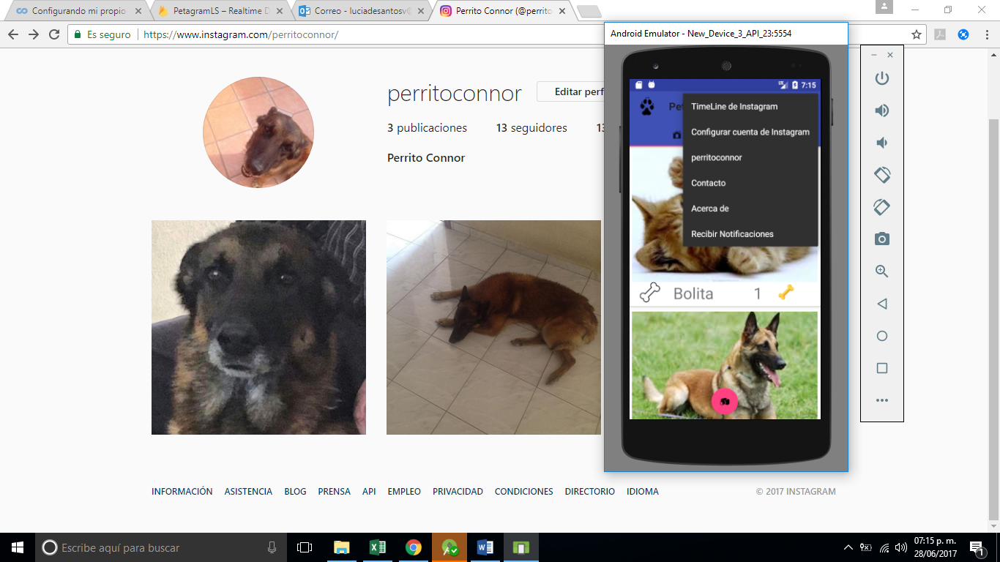 Configurando mi propio
PetagramLS – Realtime D
Correo - luciadesantosv@
Perrito Connor (@perrito
Es seguro
https://www.instagram.com/perritoconnor/
perritoconnor
Editar perf
3 publicaciones
13 seguidores
13
Perrito Connor
INFORMACIÓN
ASISTENCIA
BLOG
PRENSA
API
EMPLEO
PRIVACIDAD
CONDICIONES
DIRECTORIO
IDIOMA
© 2017 INSTAGRAM
Android Emulator - New_Device_3_API_23:5554
LTE
7:15
Pet
TimeLine de Instagram
Configurar cuenta de Instagram
perritoconnor
Contacto
Acerca de
Recibir Notificaciones
Bolita
1
Escribe aquí para buscar
07:15 p. m.
28/06/2017
1